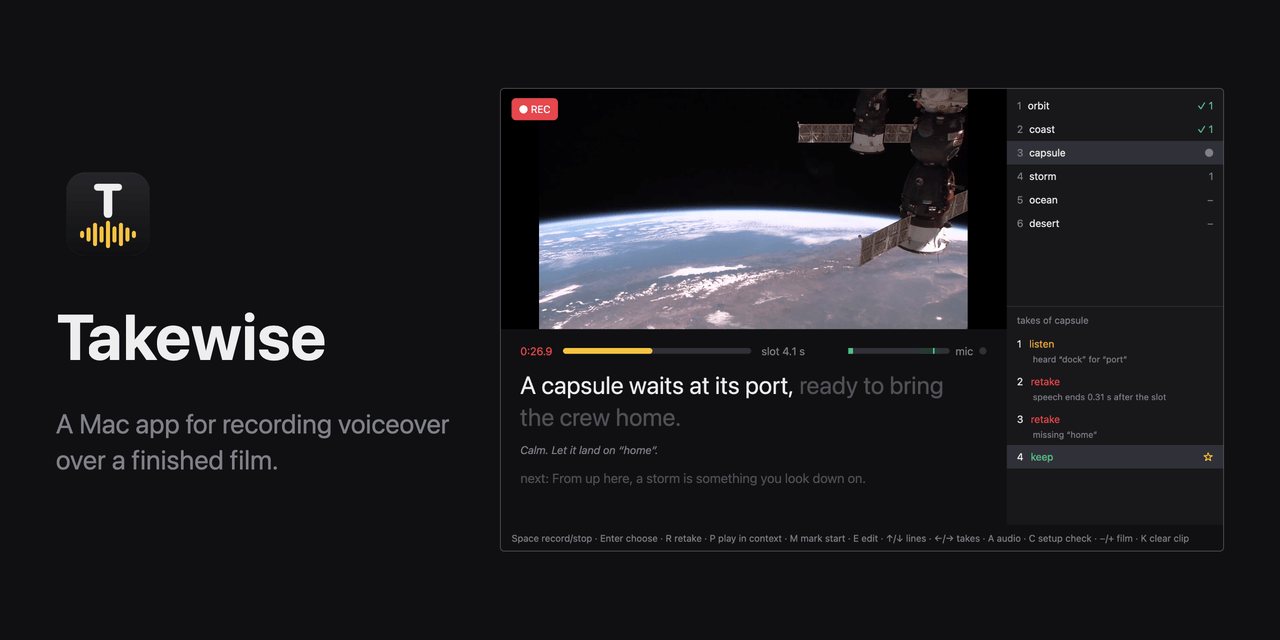 T
Takewise
A Mac app for recording voiceover
over a finished film.
REC
0:26.9
slot 4.1 s
mic
A capsule waits at its port, ready to bring
the crew home.
Calm. Let it land on “home”.
next: From up here, a storm is something you look down on.
1 orbit ✓ 1
2 coast ✓ 1
3 capsule
4 storm 1
5 ocean –
6 desert –
takes of capsule
1 listen
heard “dock” for “port”
2 retake
speech ends 0.31 s after the slot
3 retake
missing “home”
4 keep ☆
Space record/stop · Enter choose · R retake · P play in context · M mark start · E edit · ↑/↓ lines · ←/→ takes · A audio · C setup check · −/+ film · K clear clip